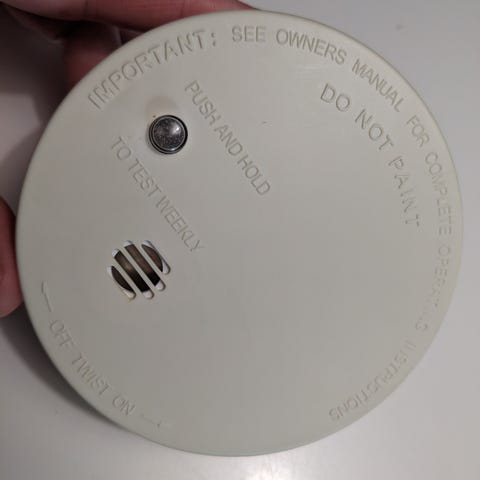 IMPORTANT: SEE OWNERS MANUAL FOR COMPLETE OPERATING INSTRUCTIONS
DO NOT PAINT
PUSH AND HOLD
TO TEST WEEKLY
← OFF TWIST ON →